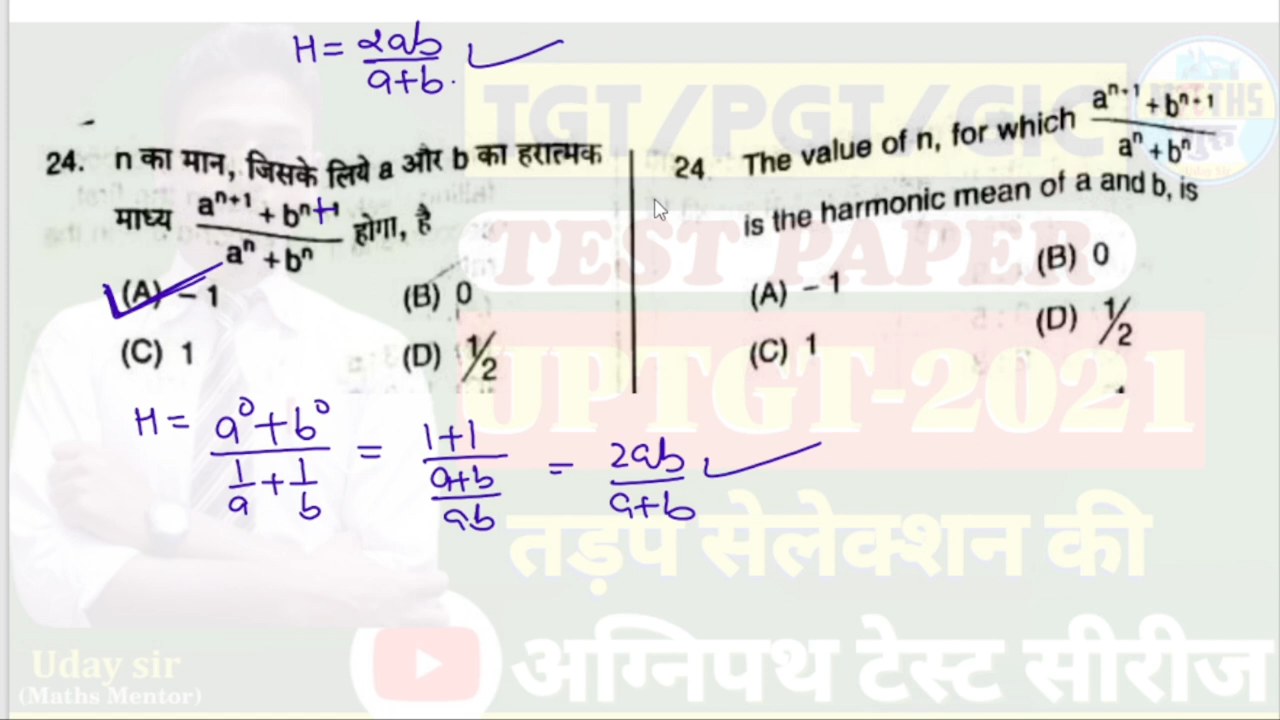 H = 2ab/a+b.
TGT/PGT/GIC
24. n का मान, जिसके लिये a और b का हरात्मक
माध्य aⁿ⁺¹ + bⁿ⁺¹/aⁿ + bⁿ होगा, है
(A) – 1 (B) 0
(C) 1 (D) 1/2
24 The value of n, for which aⁿ⁺¹ + bⁿ⁺¹/aⁿ + bⁿ
is the harmonic mean of a and b, is
(A) – 1 (B) 0
(C) 1 (D) 1/2
TEST PAPER
UPTGT-2021
H = a⁰+b⁰/(1/a + 1/b) = 1+1/(a+b/ab) = 2ab/a+b
तड़प सेलेक्शन की
अग्निपथ टेस्ट सीरीज
Uday sir
(Maths Mentor)
गुरु
Uday Sir